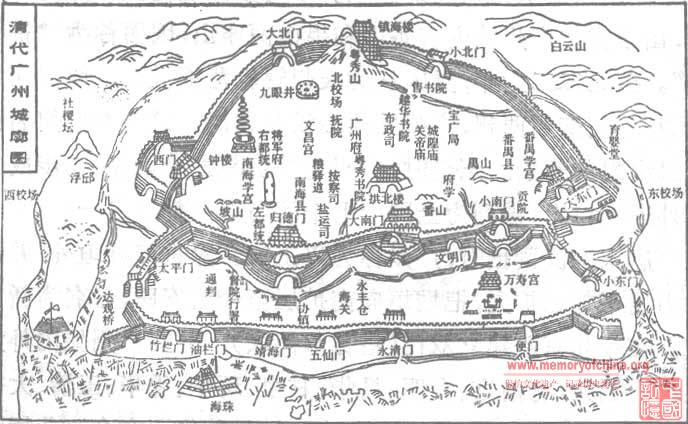 清代广州城廓图
大北门
镇海楼
小北门
白云山
粤秀山
九眼井
北校场
抚院
售书院
社稷坛
西门
钟楼
将军府
右都统
文昌宫
广州府
粤秀书院
布政司
越华书院
城隍庙
关帝庙
宝广局
番禺县
番禺学宫
育婴堂
浮邱
西校场
南海学宫
粮驿道
按察司
禺山
府学
贡院
大东门
东校场
坡山
左都统
归德门
南海县
盐运司
大南门
拱北楼
番山
小南门
文明门
太平门
达观桥
通判
督院行署
海关
永丰仓
万寿宫
小东门
竹栏门
油栏门
靖海门
五仙门
永清门
便门
海珠
www.memoryofchina.org